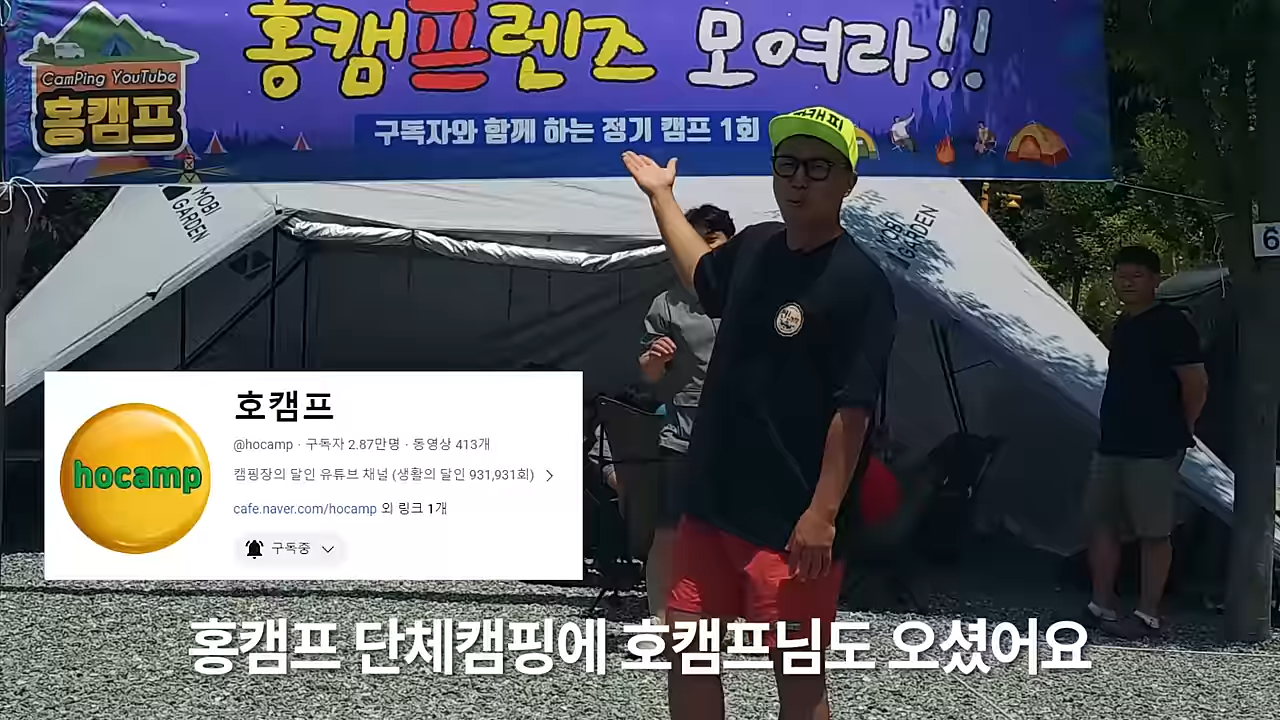 홍캠프렌즈 모여라!!
CamPing YouTube
홍캠프
구독자와 함께 하는 정기 캠프 1회
MOBI
GARDEN
MOBI
GARDEN
6
호캠프
@hocamp · 구독자 2.87만명 · 동영상 413개
hocamp
캠핑장의 달인 유튜브 채널 (생활의 달인 931,931회)
cafe.naver.com/hocamp 외 링크 1개
구독중
홍캠프 단체캠핑에 호캠프님도 오셨어요